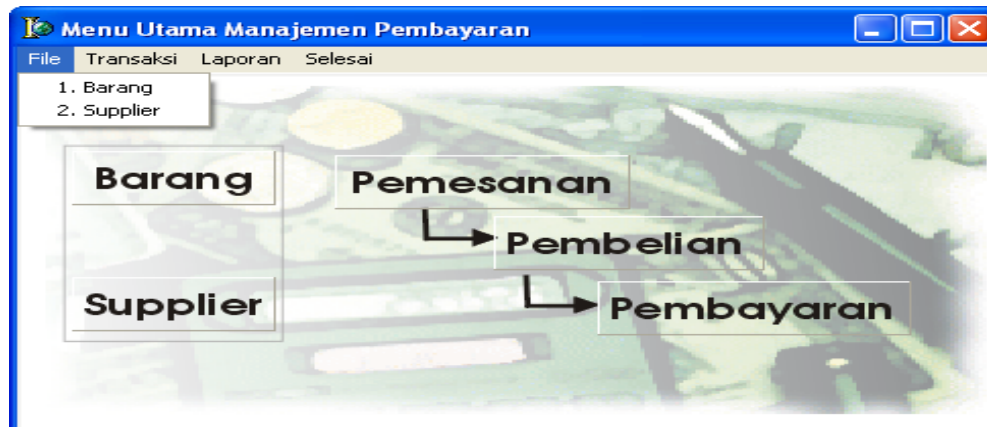 Menu Utama Manajemen Pembayaran
File Transaksi Laporan Selesai
1. Barang
2. Supplier
Barang
Pemesanan
Pembelian
Supplier
Pembayaran